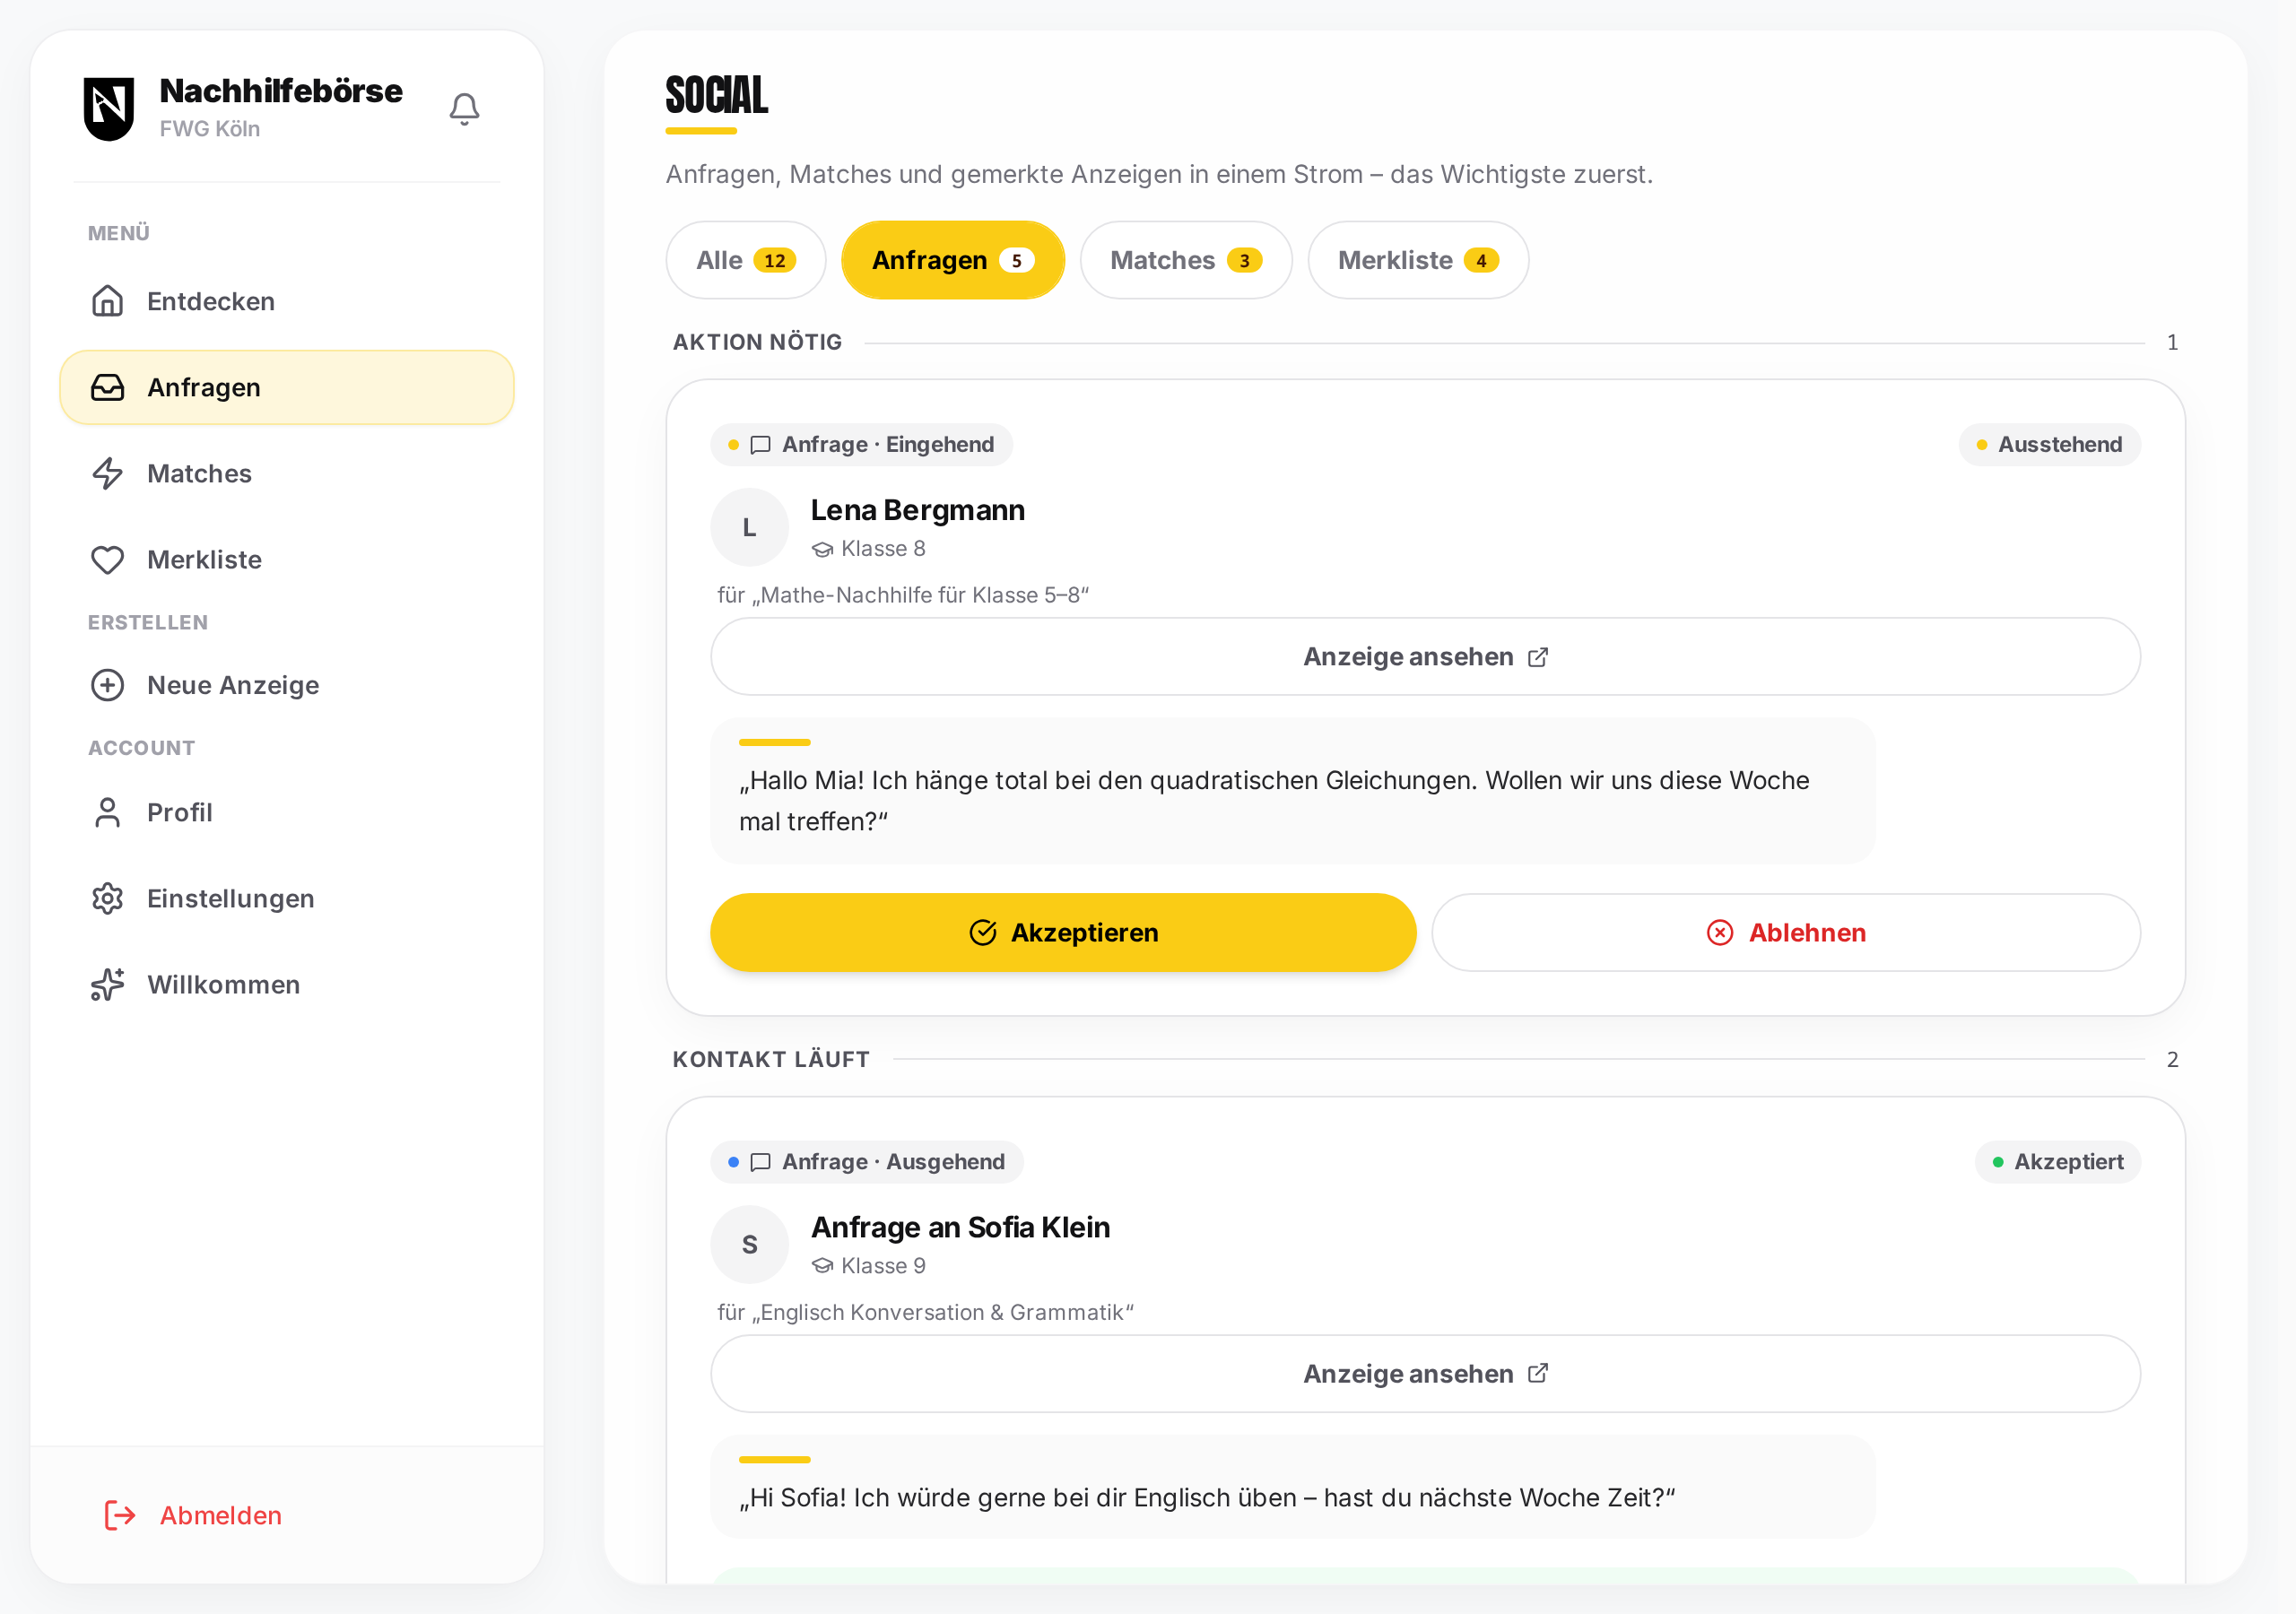 Nachhilfebörse
FWG Köln
MENÜ
Entdecken
Anfragen
Matches
Merkliste
ERSTELLEN
Neue Anzeige
ACCOUNT
Profil
Einstellungen
Willkommen
Abmelden
SOCIAL
Anfragen, Matches und gemerkte Anzeigen in einem Strom – das Wichtigste zuerst.
Alle 12
Anfragen 5
Matches 3
Merkliste 4
AKTION NÖTIG 1
Anfrage · Eingehend
Ausstehend
L
Lena Bergmann
Klasse 8
für „Mathe-Nachhilfe für Klasse 5–8“
Anzeige ansehen
„Hallo Mia! Ich hänge total bei den quadratischen Gleichungen. Wollen wir uns diese Woche
mal treffen?“
Akzeptieren
Ablehnen
KONTAKT LÄUFT 2
Anfrage · Ausgehend
Akzeptiert
S
Anfrage an Sofia Klein
Klasse 9
für „Englisch Konversation & Grammatik“
Anzeige ansehen
„Hi Sofia! Ich würde gerne bei dir Englisch üben – hast du nächste Woche Zeit?“